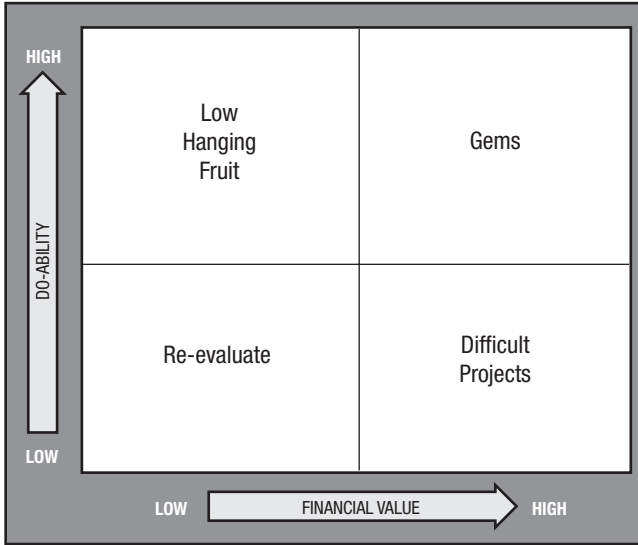 HIGH
DO-ABILITY
LOW
Low
Hanging
Fruit
Gems
Re-evaluate
Difficult
Projects
LOW
FINANCIAL VALUE
HIGH